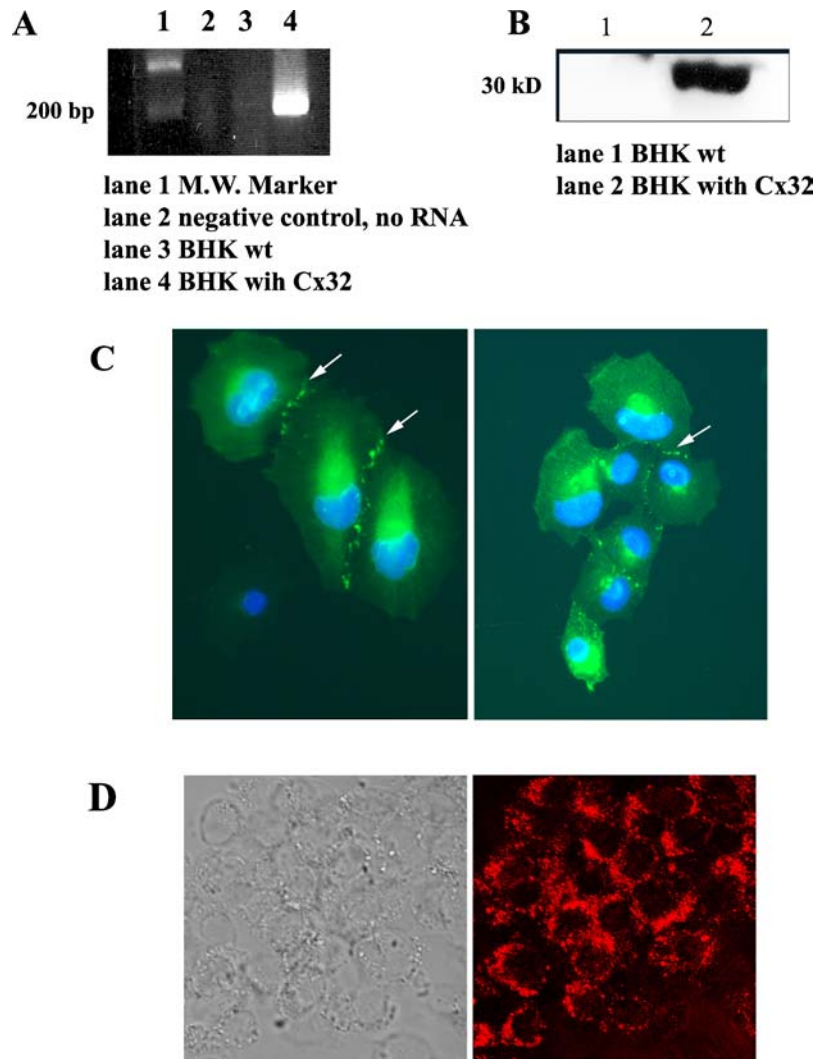 A
1 2 3 4
200 bp
lane 1 M.W. Marker
lane 2 negative control, no RNA
lane 3 BHK wt
lane 4 BHK wih Cx32
B
1 2
30 kD
lane 1 BHK wt
lane 2 BHK with Cx32
C
D